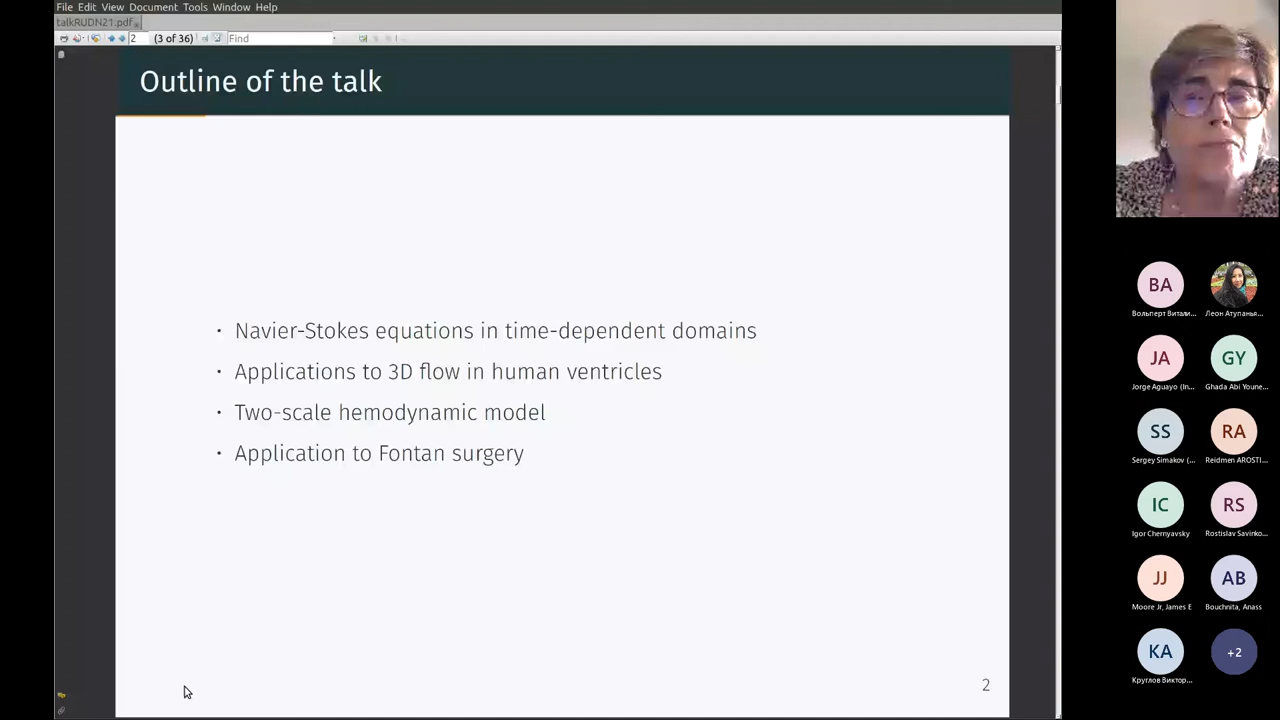 File Edit View Document Tools Window Help
talkRUDN21.pdf
2 (3 of 36) Find
Outline of the talk
• Navier-Stokes equations in time-dependent domains
• Applications to 3D flow in human ventricles
• Two-scale hemodynamic model
• Application to Fontan surgery
2
BA
Вольперт Витали...
Леон Атупанья...
JA
GY
Jorge Aguayo (In...
Ghada Abi Youne...
SS
RA
Sergey Simakov (...
Reidmen AROSTI...
IC
RS
Igor Chernyavsky
Rostislav Savinko...
JJ
AB
Moore Jr, James E
Bouchnita, Anass
KA
+2
Круглов Виктор...